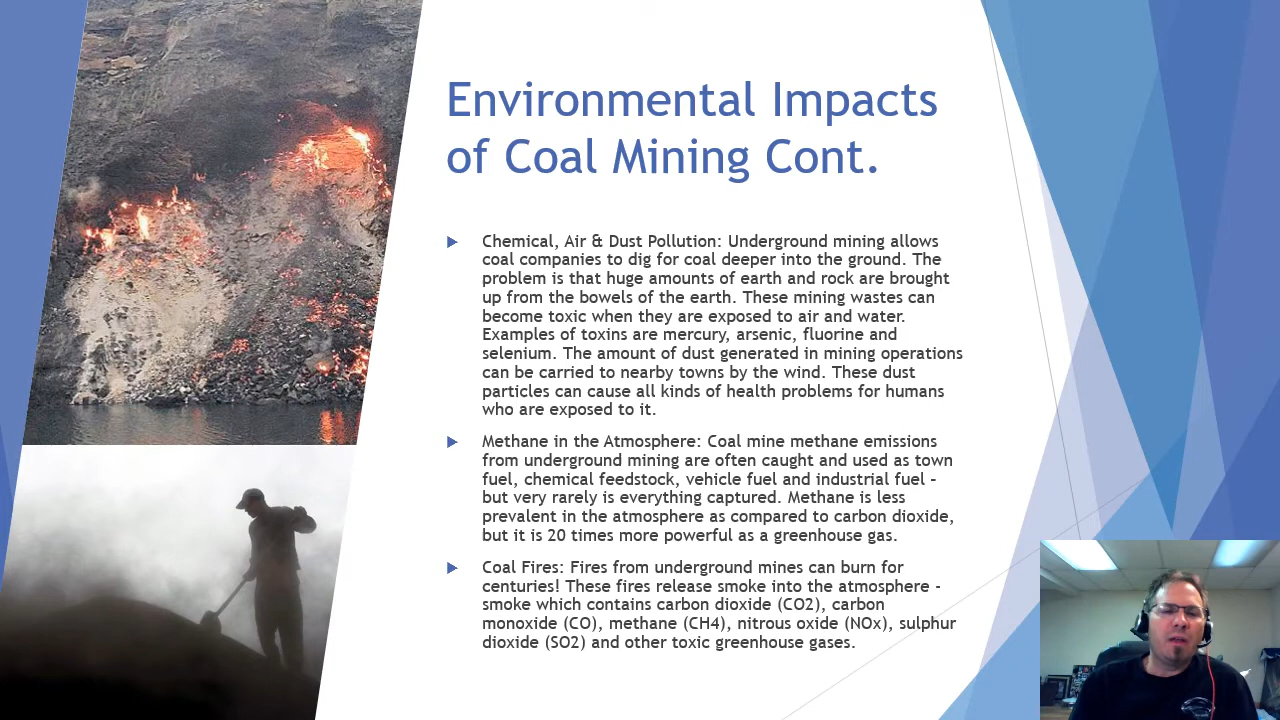 Environmental Impacts
of Coal Mining Cont.
Chemical, Air & Dust Pollution: Underground mining allows
coal companies to dig for coal deeper into the ground. The
problem is that huge amounts of earth and rock are brought
up from the bowels of the earth. These mining wastes can
become toxic when they are exposed to air and water.
Examples of toxins are mercury, arsenic, fluorine and
selenium. The amount of dust generated in mining operations
can be carried to nearby towns by the wind. These dust
particles can cause all kinds of health problems for humans
who are exposed to it.
Methane in the Atmosphere: Coal mine methane emissions
from underground mining are often caught and used as town
fuel, chemical feedstock, vehicle fuel and industrial fuel –
but very rarely is everything captured. Methane is less
prevalent in the atmosphere as compared to carbon dioxide,
but it is 20 times more powerful as a greenhouse gas.
Coal Fires: Fires from underground mines can burn for
centuries! These fires release smoke into the atmosphere -
smoke which contains carbon dioxide (CO2), carbon
monoxide (CO), methane (CH4), nitrous oxide (NOx), sulphur
dioxide (SO2) and other toxic greenhouse gases.